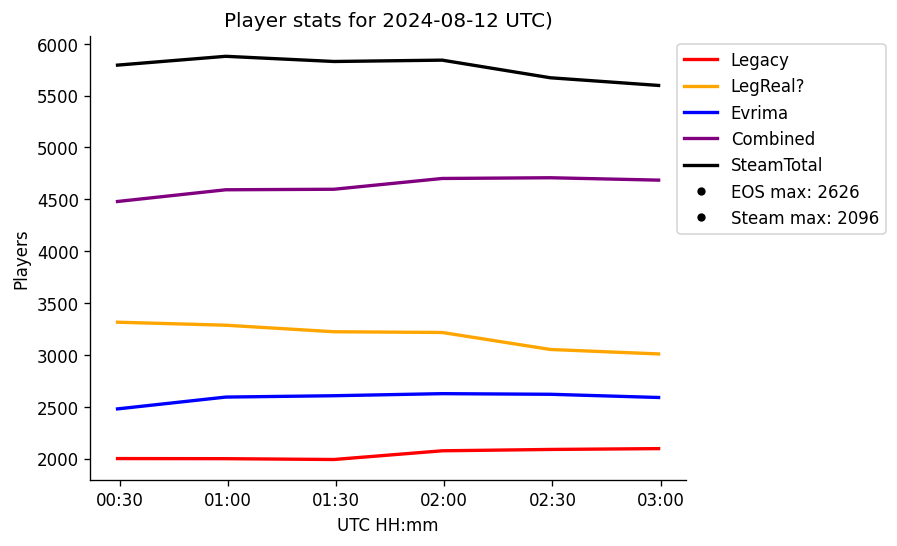 Player stats for 2024-08-12 UTC)
6000
5500
5000
4500
4000
3500
3000
2500
2000
Players
00:30 01:00 01:30 02:00 02:30 03:00
UTC HH:mm
Legacy
LegReal?
Evrima
Combined
SteamTotal
EOS max: 2626
Steam max: 2096